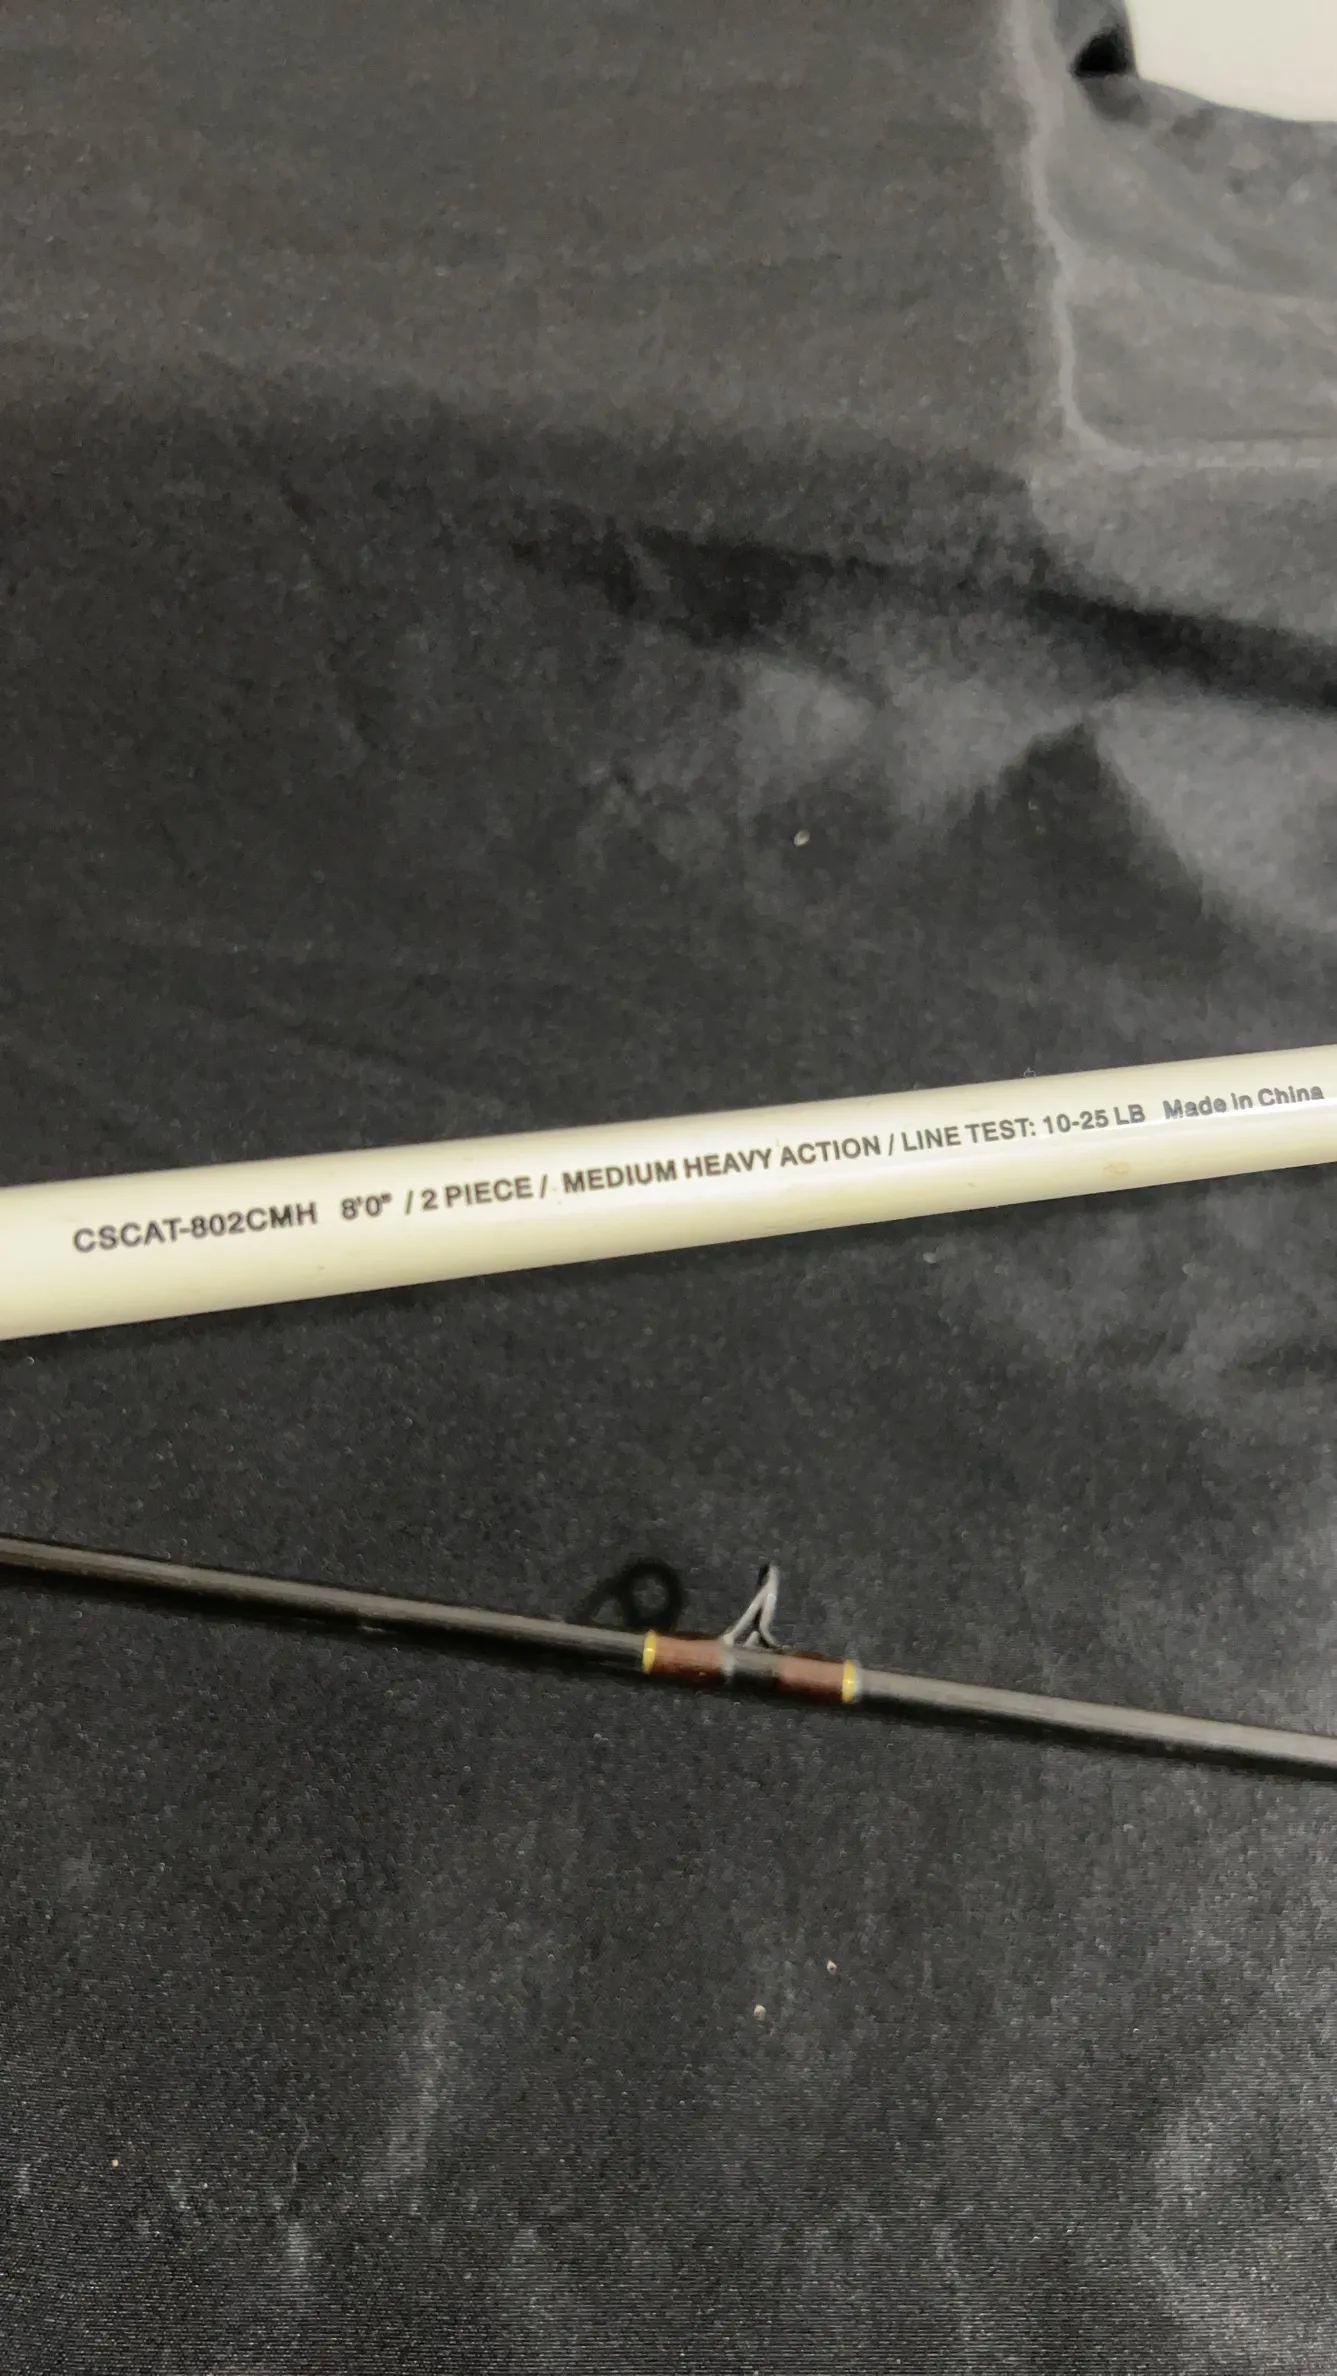 CSCAT-802CMH 8'0" / 2 PIECE / MEDIUM HEAVY ACTION / LINE TEST: 10-25 LB Made in China